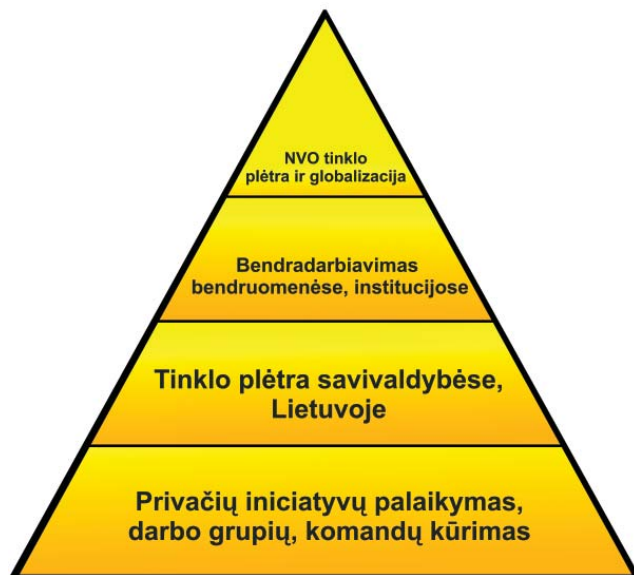 NVO tinklo
plėtra ir globalizacija
Bendradarbiavimas
bendruomenėse, institucijose
Tinklo plėtra savivaldybėse,
Lietuvoje
Privačių iniciatyvų palaikymas,
darbo grupių, komandų kūrimas